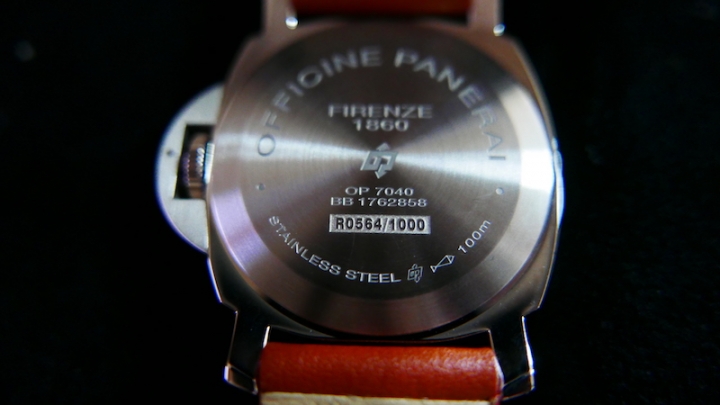 OFFICINE PANERAI
FIRENZE
1860
OP 7040
BB 1762858
R0564/1000
STAINLESS STEEL 100m